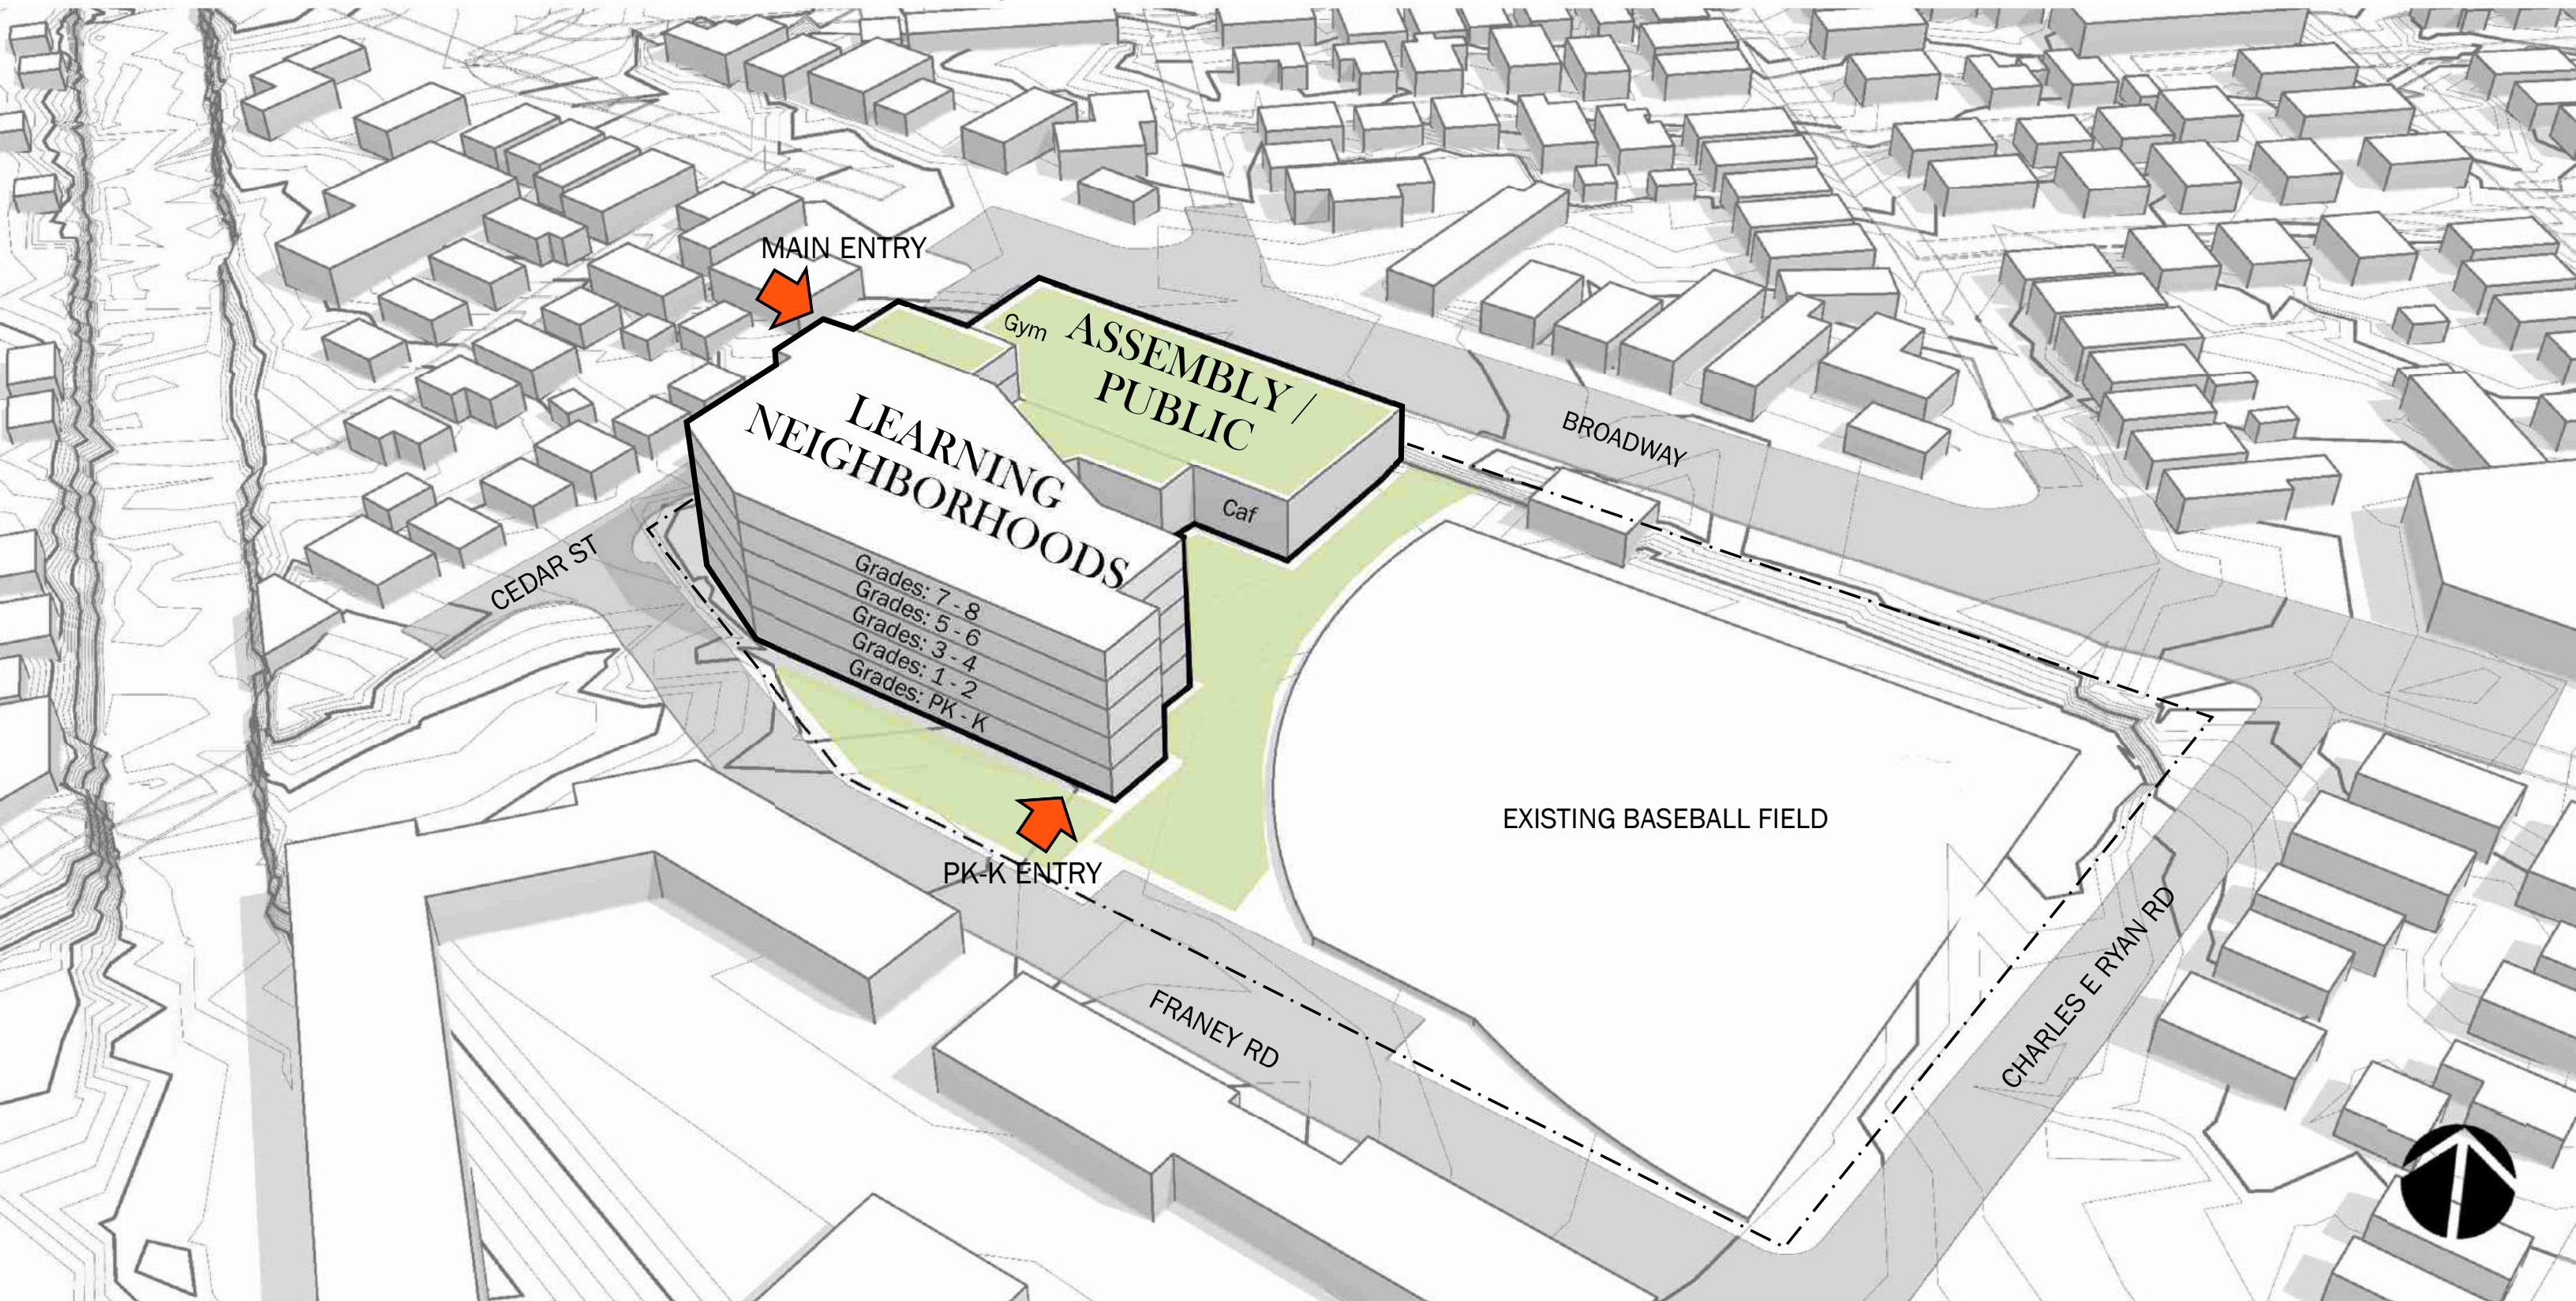 MAIN ENTRY
Gym
ASSEMBLY /
PUBLIC
LEARNING
NEIGHBORHOODS
Caf
BROADWAY
CEDAR ST
Grades: 7 - 8
Grades: 5 - 6
Grades: 3 - 4
Grades: 1 - 2
Grades: PK - K
PK-K ENTRY
EXISTING BASEBALL FIELD
FRANEY RD
CHARLES E RYAN RD